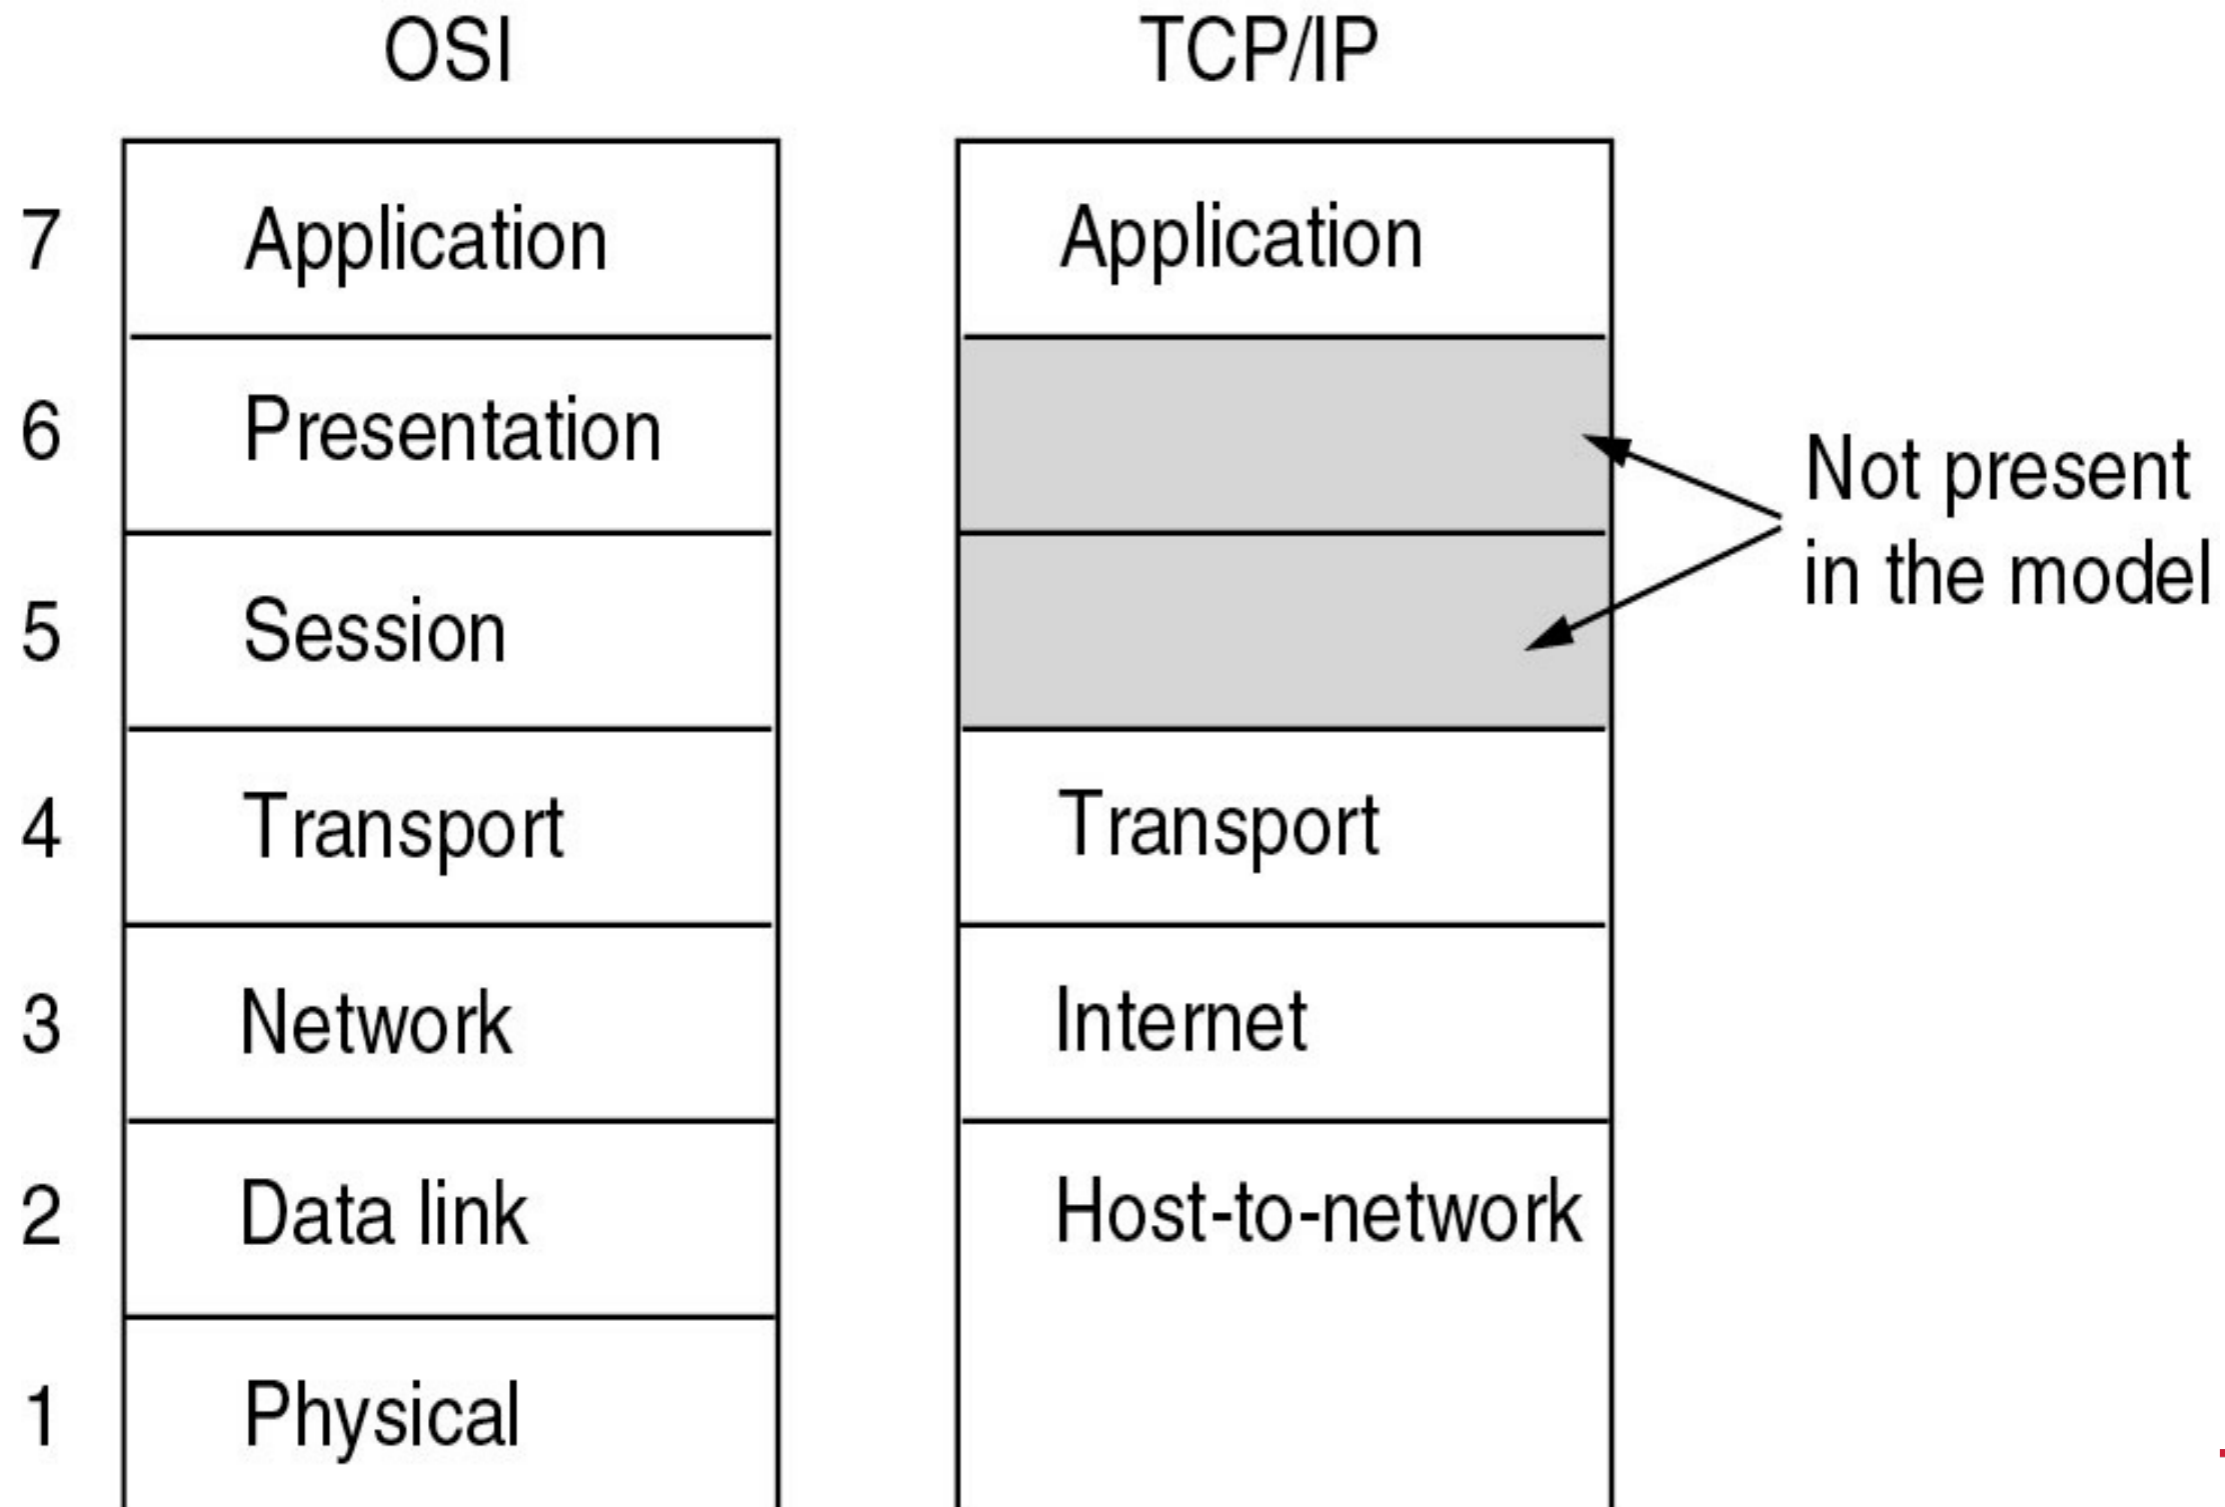 OSI TCP/IP
7 Application Application
6 Presentation
Not present
in the model
5 Session
4 Transport Transport
3 Network Internet
2 Data link Host-to-network
1 Physical